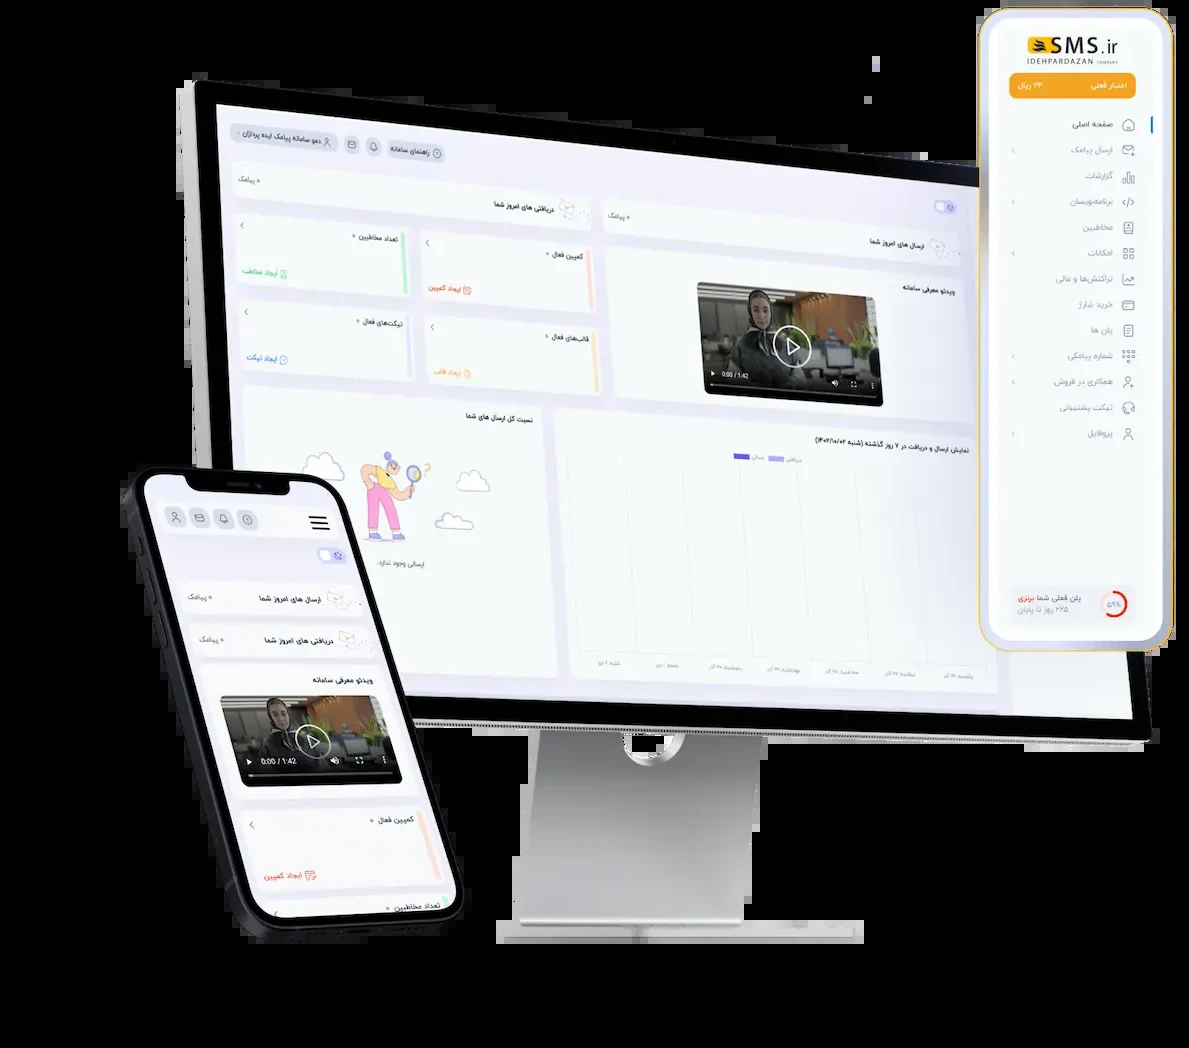 SMS.ir
IDEHPARDAZAN COMPANY
اعتبار فعلی
۲۴ ریال
صفحه اصلی
ارسال پیامک
گزارشات
برنامه‌نویسان
مخاطبین
امکانات
تراکنش‌ها و مالی
خرید شارژ
پلن ها
شماره پیامکی
همکاری در فروش
تیکت پشتیبانی
پروفایل
پلن فعلی شما برنزی
۲۲۵ روز تا پایان
۵۹%
راهنمای سامانه
دمو سامانه پیامک ایده پردازان
ارسال های امروز شما
۰ پیامک
دریافتی های امروز شما
۰ پیامک
ویدئو معرفی سامانه
0:00 / 1:42
کمپین فعال ۰
ایجاد کمپین
تعداد مخاطبین ۰
ایجاد مخاطب
قالب‌های فعال ۰
ایجاد قالب
تیکت‌های فعال ۰
ایجاد تیکت
نمایش ارسال و دریافت در ۷ روز گذشته (شنبه ۱۴۰۲/۱۰/۰۲)
دریافتی
ارسالی
نسبت کل ارسال های شما
ارسالی وجود ندارد
ارسال های امروز شما
۰ پیامک
دریافتی های امروز شما
۰ پیامک
ویدئو معرفی سامانه
0:00 / 1:42
کمپین فعال ۰
ایجاد کمپین
تعداد مخاطبین ۰